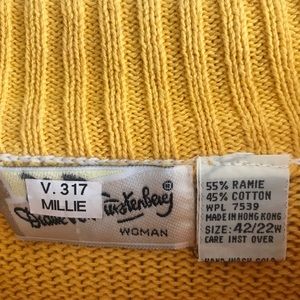 V. 317
MILLIE
Fürstenberg
WOMAN
55% RAMIE
45% COTTON
WPL 7539
MADE IN HONG KONG
SIZE: 42/22W
CARE INST OVER